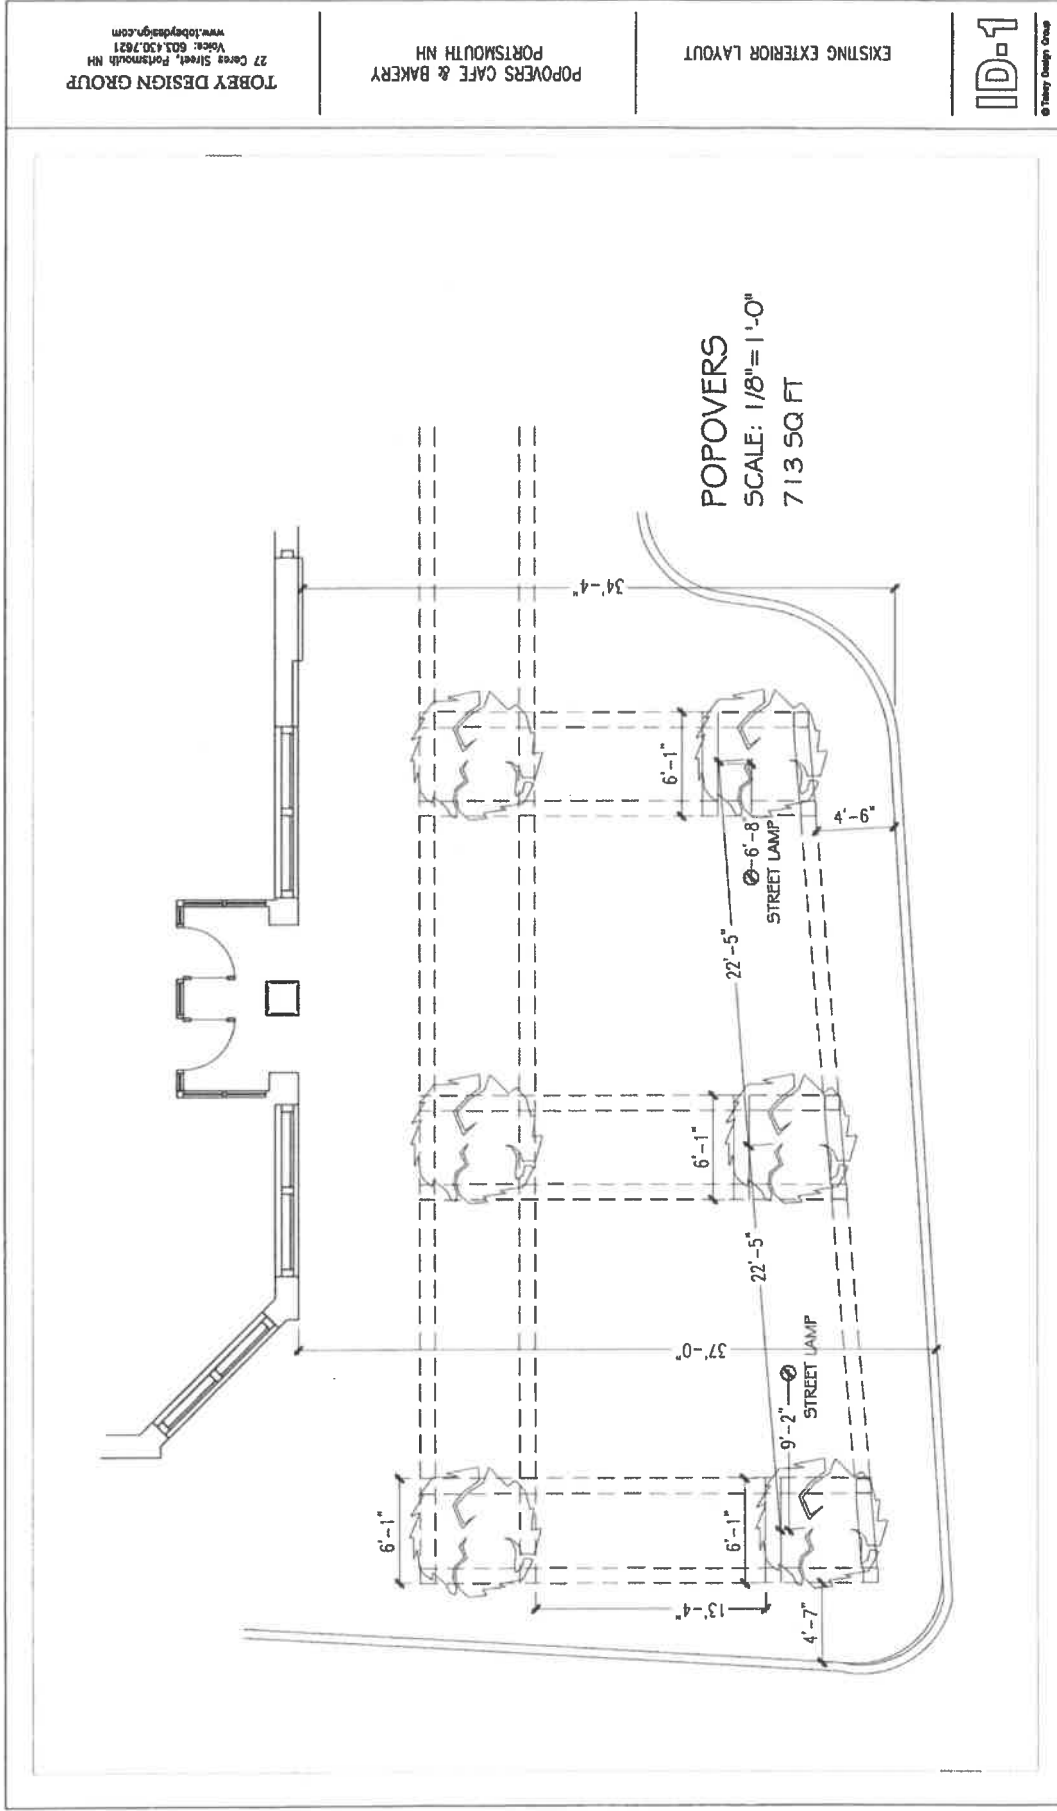 TOBEY DESIGN GROUP
27 Ceres Street, Portsmouth NH
Voice: 603.430.7621
www.tobeydesign.com
POPOVERS CAFE & BAKERY
PORTSMOUTH NH
EXISTING EXTERIOR LAYOUT
ID-1
© Tobey Design Group
POPOVERS
SCALE: 1/8"=1'-0"
713 SQ FT
34'-4"
6'-1"
4'-6"
6'-8"
STREET LAMP
22'-5"
6'-1"
22'-5"
37'-0"
9'-2"
STREET LAMP
6'-1"
6'-1"
13'-4"
4'-7"